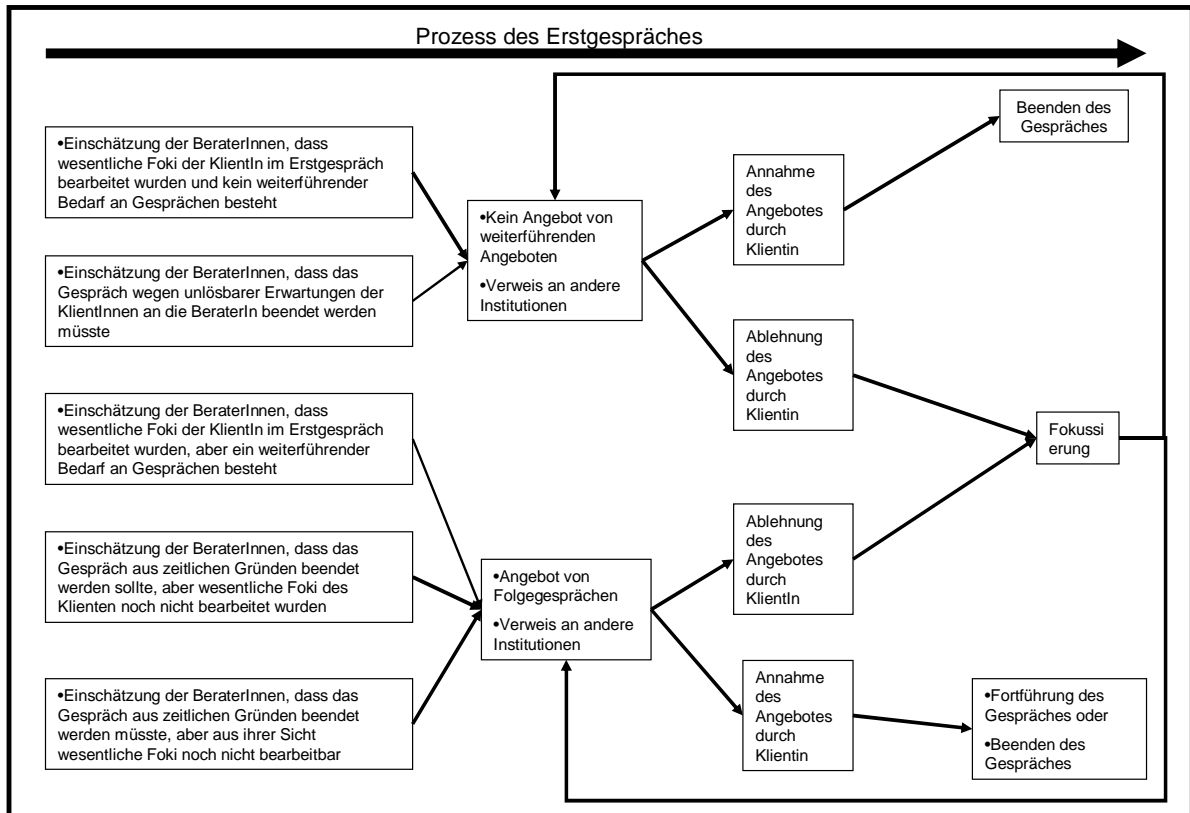 Prozess des Erstgespräches
•Einschätzung der BeraterInnen, dass
wesentliche Foki der KlientIn im Erstgespräch
bearbeitet wurden und kein weiterführender
Bedarf an Gesprächen besteht
•Einschätzung der BeraterInnen, dass das
Gespräch wegen unlösbarer Erwartungen der
KlientInnen an die BeraterIn beendet werden
müsste
•Einschätzung der BeraterInnen, dass
wesentliche Foki der KlientIn im Erstgespräch
bearbeitet wurden, aber ein weiterführender
Bedarf an Gesprächen besteht
•Einschätzung der BeraterInnen, dass das
Gespräch aus zeitlichen Gründen beendet
werden sollte, aber wesentliche Foki des
Klienten noch nicht bearbeitet wurden
•Einschätzung der BeraterInnen, dass das
Gespräch aus zeitlichen Gründen beendet
werden müsste, aber aus ihrer Sicht
wesentliche Foki noch nicht bearbeitbar
•Kein Angebot von
weiterführenden
Angeboten
•Verweis an andere
Institutionen
•Angebot von
Folgegesprächen
•Verweis an andere
Institutionen
Annahme
des
Angebotes
durch
Klientin
Ablehnung
des
Angebotes
durch
Klientin
Ablehnung
des
Angebotes
durch
KlientIn
Annahme
des
Angebotes
durch
Klientin
Beenden des
Gespräches
Fokussi
erung
•Fortführung des
Gespräches oder
•Beenden des
Gespräches